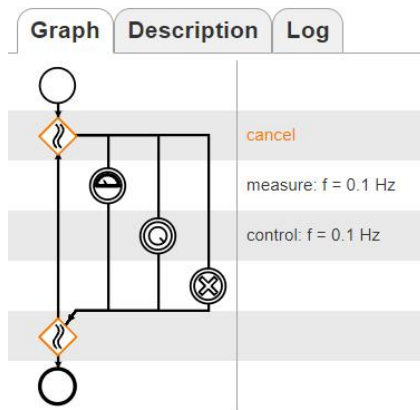 Graph Description Log
cancel
measure: f = 0.1 Hz
control: f = 0.1 Hz